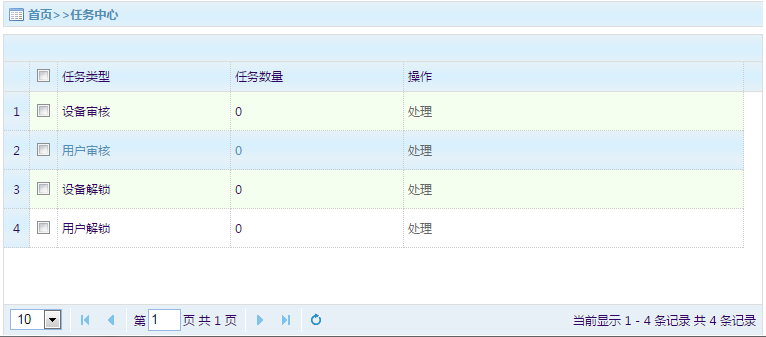 首页>>任务中心
任务类型 任务数量 操作
1 设备审核 0 处理
2 用户审核 0 处理
3 设备解锁 0 处理
4 用户解锁 0 处理
10 第 1 页 共 1 页 当前显示 1 - 4 条记录 共 4 条记录